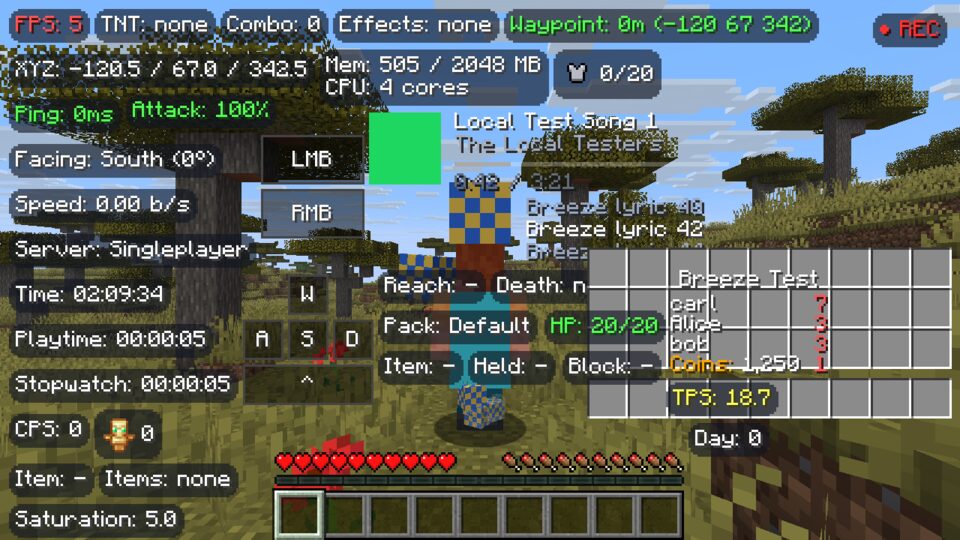 FPS: 5 TNT: none Combo: 0 Effects: none Waypoint: 0m (-120 67 342) • REC
XYZ: -120.5 / 67.0 / 342.5
Mem: 505 / 2048 MB
CPU: 4 cores
0/20
Ping: 0ms Attack: 100%
Local Test Song 1
The Local Testers
0:42 / 3:21
Facing: South (0°)
LMB
Speed: 0.00 b/s
RMB
Breeze lyric 42
Breeze
Server: Singleplayer
Time: 02:09:34
W
Reach: - Death: n
Breeze Test
carl 7
Alice 3
bob 3
Coins: 1,250 1
Playtime: 00:00:05
A S D
Pack: Default HP: 20/20
Item: - Held: - Block: -
Stopwatch: 00:00:05
^
TPS: 18.7
CPS: 0
0
Day: 0
Item: - Items: none
Saturation: 5.0